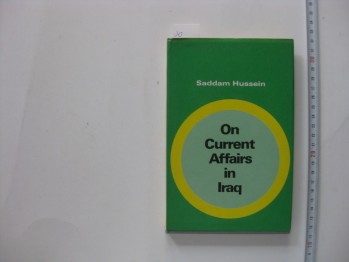 Saddam Hussein
On
Current
Affairs
in
Iraq